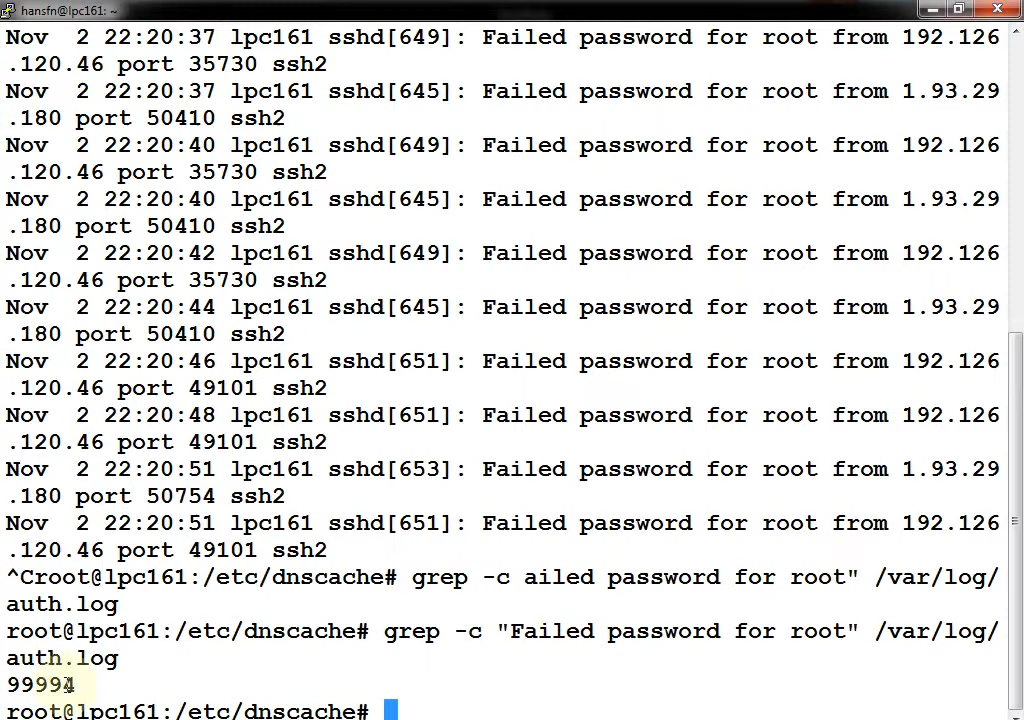 hansfn@lpc161: ~
Nov  2 22:20:37 lpc161 sshd[649]: Failed password for root from 192.126
.120.46 port 35730 ssh2
Nov  2 22:20:37 lpc161 sshd[645]: Failed password for root from 1.93.29
.180 port 50410 ssh2
Nov  2 22:20:40 lpc161 sshd[649]: Failed password for root from 192.126
.120.46 port 35730 ssh2
Nov  2 22:20:40 lpc161 sshd[645]: Failed password for root from 1.93.29
.180 port 50410 ssh2
Nov  2 22:20:42 lpc161 sshd[649]: Failed password for root from 192.126
.120.46 port 35730 ssh2
Nov  2 22:20:44 lpc161 sshd[645]: Failed password for root from 1.93.29
.180 port 50410 ssh2
Nov  2 22:20:46 lpc161 sshd[651]: Failed password for root from 192.126
.120.46 port 49101 ssh2
Nov  2 22:20:48 lpc161 sshd[651]: Failed password for root from 192.126
.120.46 port 49101 ssh2
Nov  2 22:20:51 lpc161 sshd[653]: Failed password for root from 1.93.29
.180 port 50754 ssh2
Nov  2 22:20:51 lpc161 sshd[651]: Failed password for root from 192.126
.120.46 port 49101 ssh2
^Croot@lpc161:/etc/dnscache# grep -c ailed password for root" /var/log/
auth.log
root@lpc161:/etc/dnscache# grep -c "Failed password for root" /var/log/
auth.log
99994
root@lpc161:/etc/dnscache#